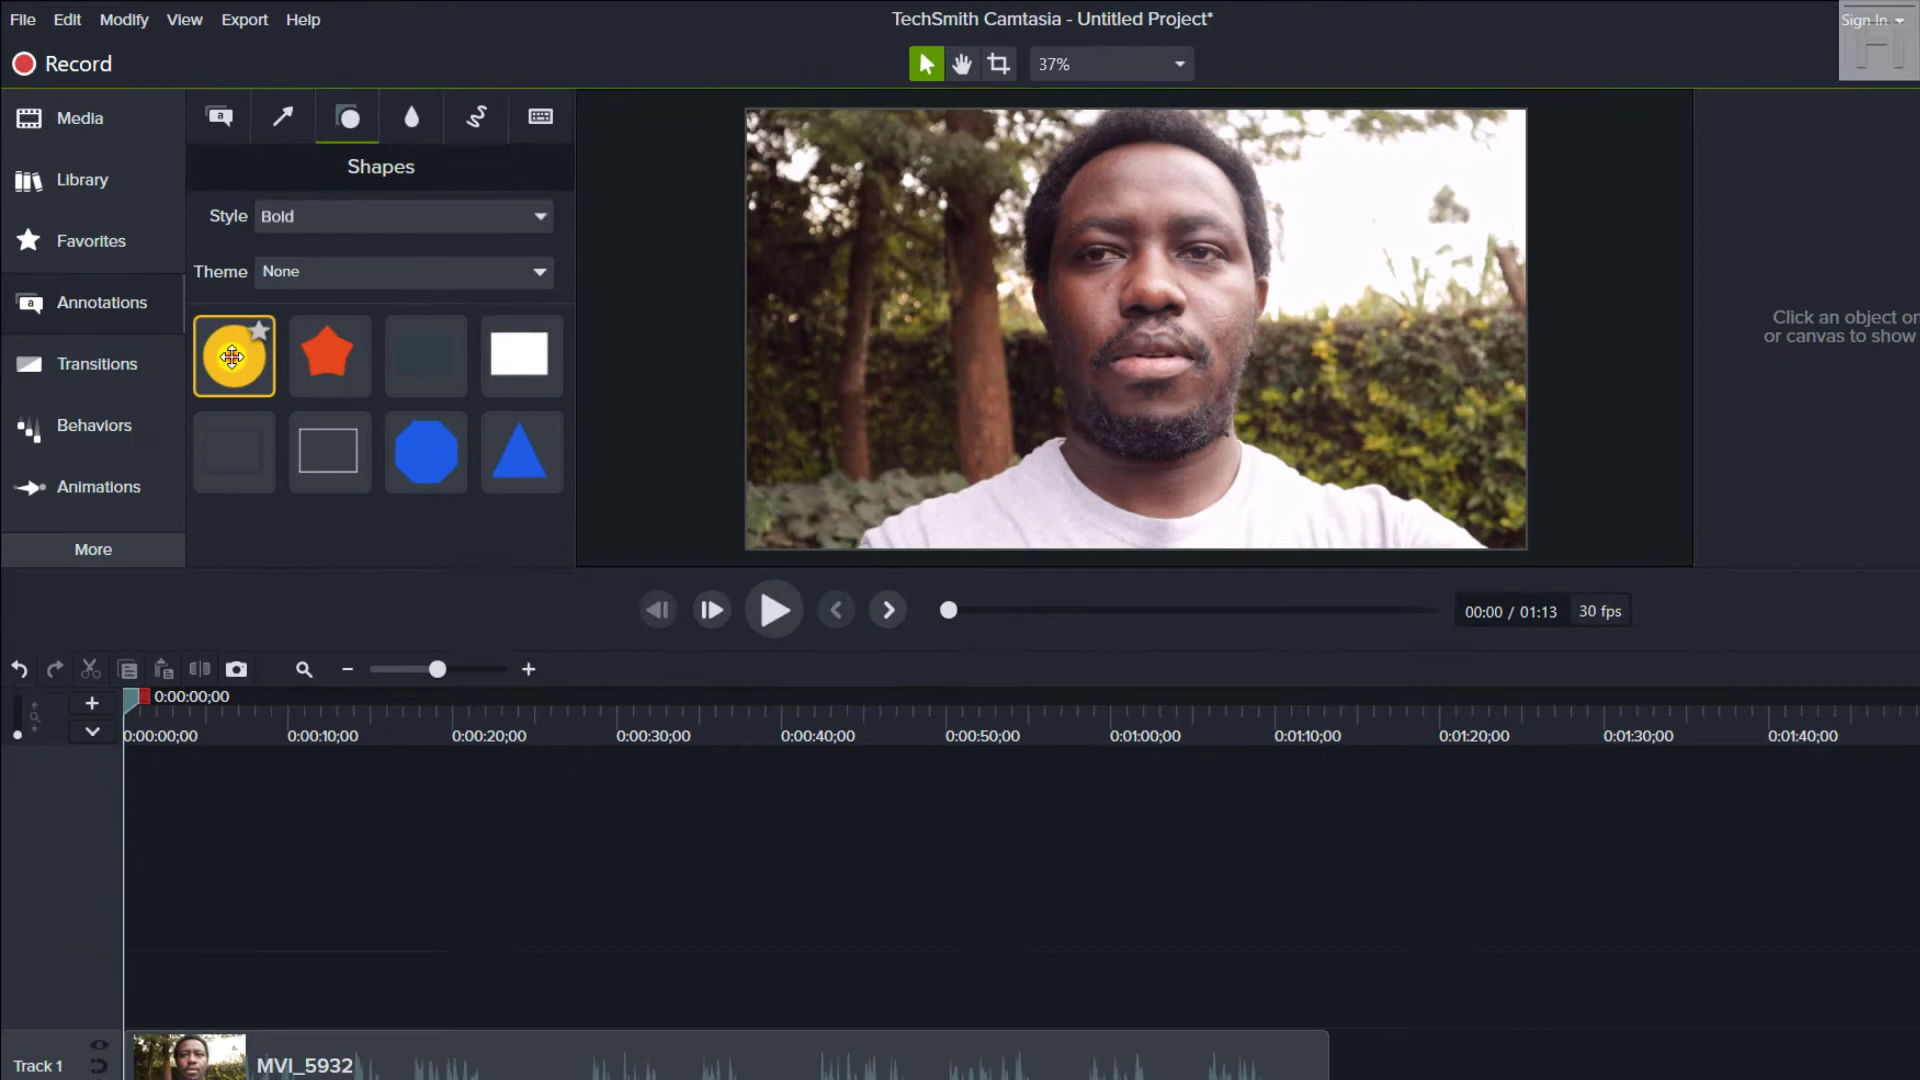 File Edit Modify View Export Help
TechSmith Camtasia - Untitled Project*
Sign In
Record
37%
Media
Library
Favorites
Annotations
Transitions
Behaviors
Animations
More
a
a
Shapes
Style Bold
Theme None
Click an object on
or canvas to show
00:00 / 01:13 30 fps
0:00:00;00
0:00:00;00 0:00:10;00 0:00:20;00 0:00:30;00 0:00:40;00 0:00:50;00 0:01:00;00 0:01:10;00 0:01:20;00 0:01:30;00 0:01:40;00
Track 1
MVI_5932